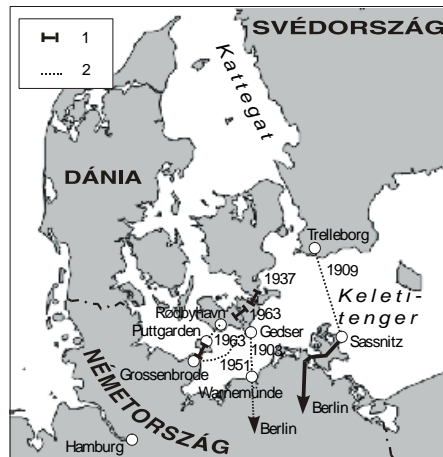 SVÉDORSZÁG
1
2
Kattegat
DÁNIA
Trelleborg
1909
1937
Keleti-
tenger
Rødbyhavn
1963
Puttgarden
Gedser
1963
1903
Sassnitz
Grossenbrode
1951
Warnemünde
NÉMETORSZÁG
Berlin
Berlin
Hamburg